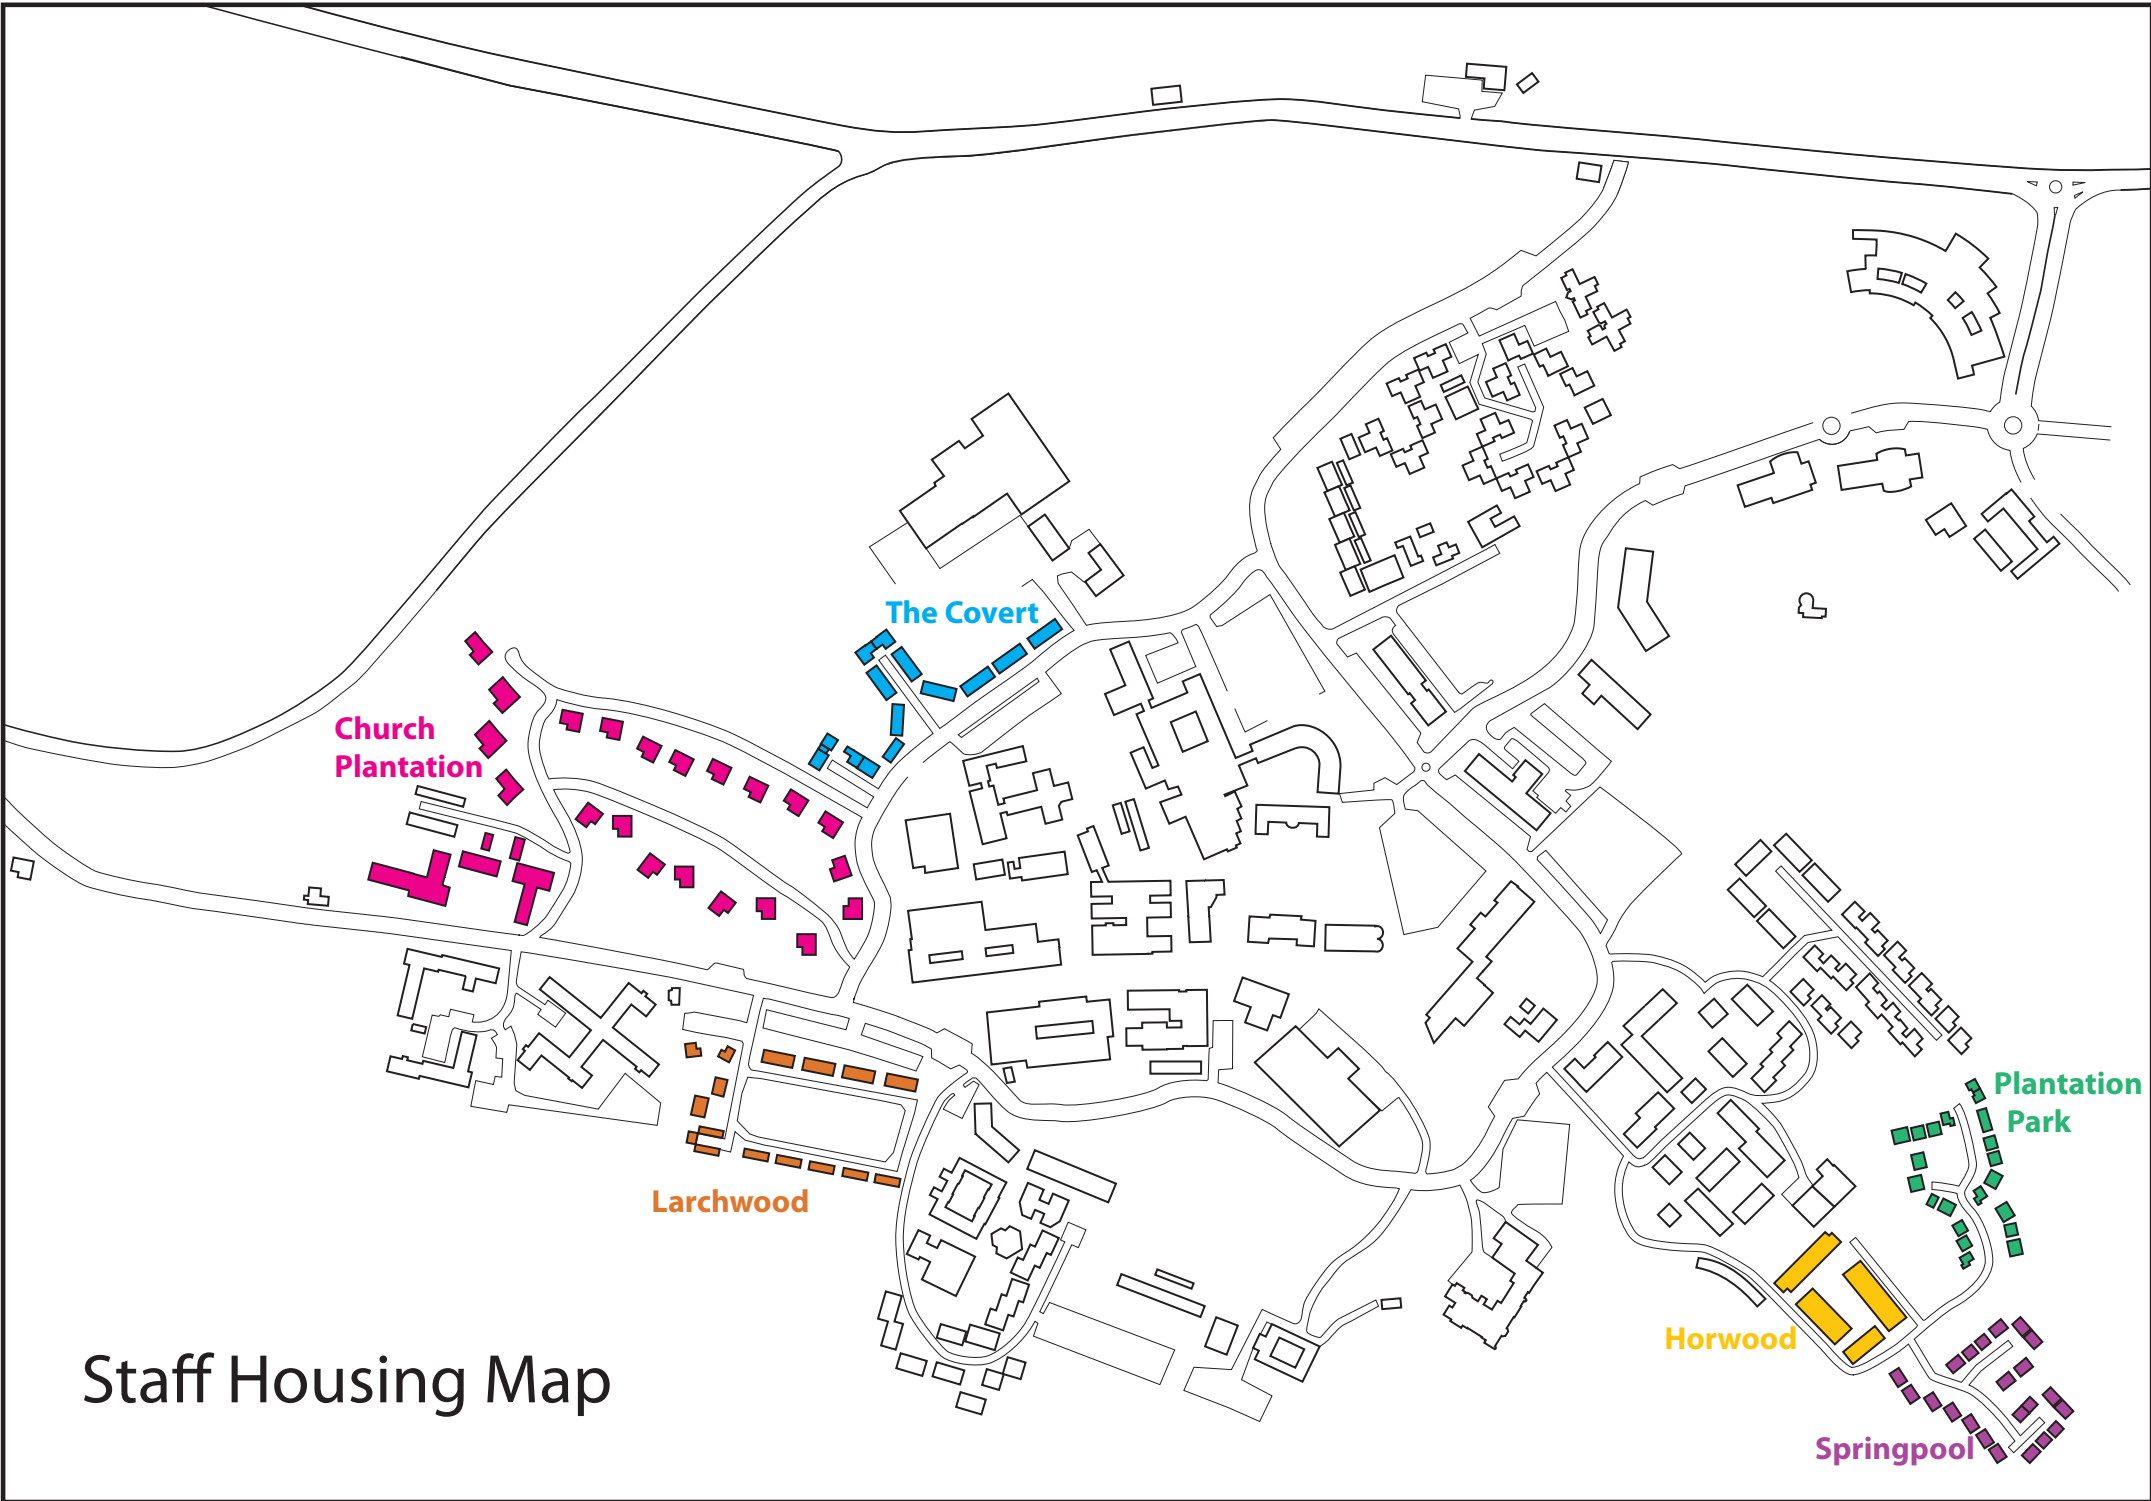 The Covert
Church
Plantation
Plantation
Park
Larchwood
Horwood
Staff Housing Map
Springpool